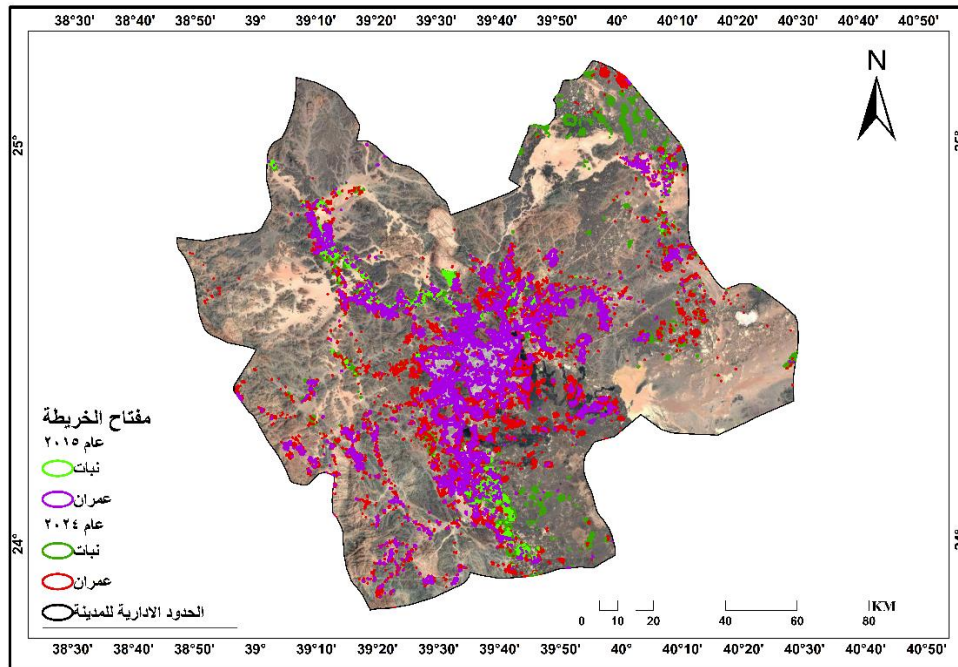 38°30' 38°40' 38°50' 39° 39°10' 39°20' 39°30' 39°40' 39°50' 40° 40°10' 40°20' 40°30' 40°40' 40°50'
N
25° 25°
مفتاح الخريطة
عام ٢٠١٥
نبات
عمران
عام ٢٠٢٤
نبات
عمران
الحدود الادارية للمدينة
24° 24°
KM
0 10 20 40 60 80
38°30' 38°40' 38°50' 39° 39°10' 39°20' 39°30' 39°40' 39°50' 40° 40°10' 40°20' 40°30' 40°40' 40°50'